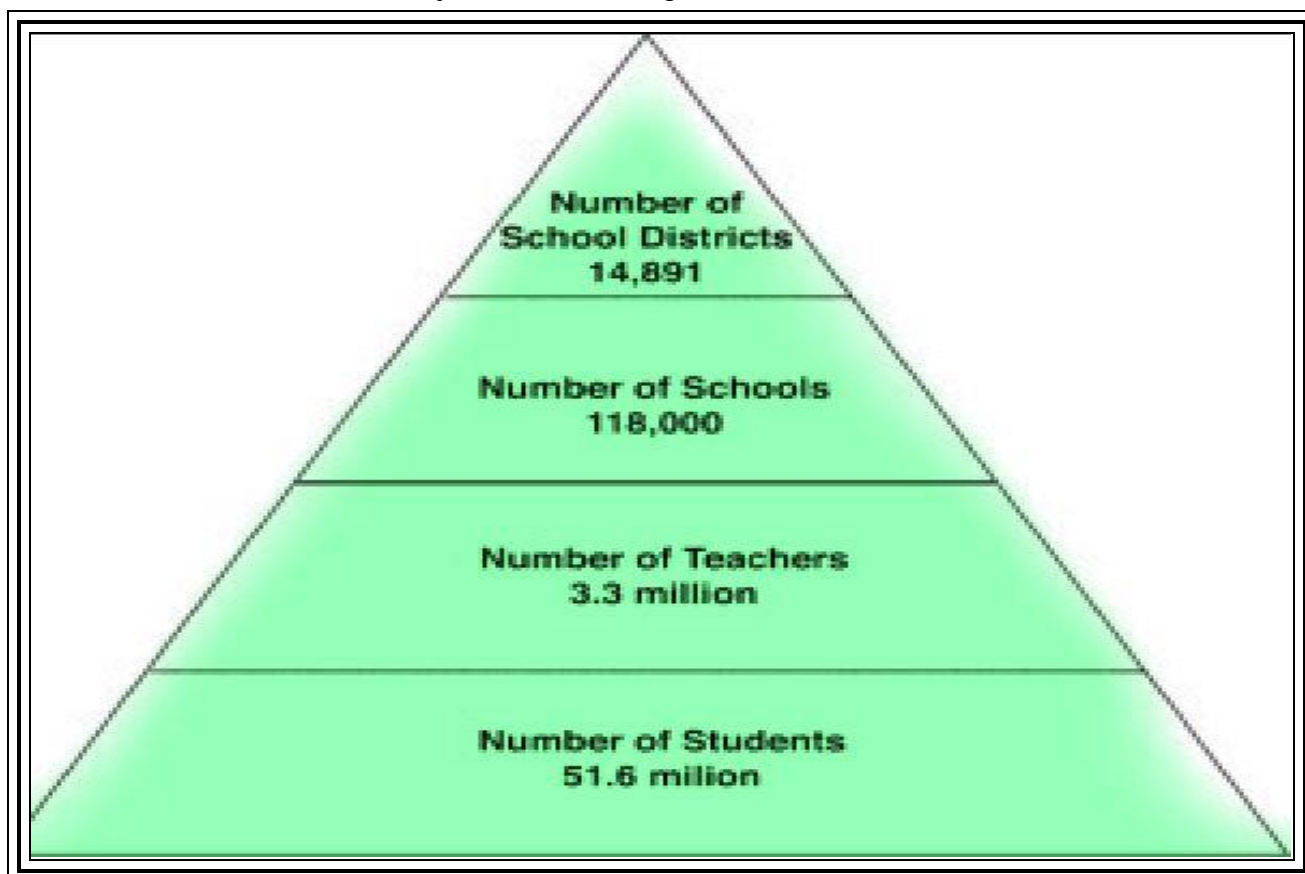 Number of
School Districts
14,891
Number of Schools
118,000
Number of Teachers
3.3 million
Number of Students
51.6 milion